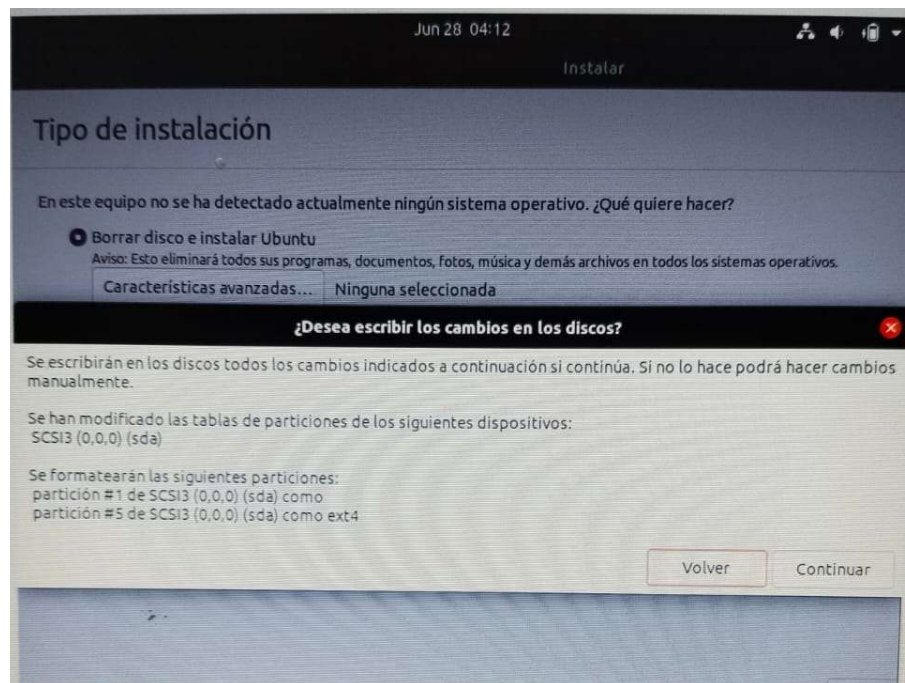 Jun 28 04:12
Instalar
Tipo de instalación
En este equipo no se ha detectado actualmente ningún sistema operativo. ¿Qué quiere hacer?
Borrar disco e instalar Ubuntu
Aviso: Esto eliminará todos sus programas, documentos, fotos, música y demás archivos en todos los sistemas operativos.
Características avanzadas... Ninguna seleccionada
¿Desea escribir los cambios en los discos?
Se escribirán en los discos todos los cambios indicados a continuación si continúa. Si no lo hace podrá hacer cambios
manualmente.
Se han modificado las tablas de particiones de los siguientes dispositivos:
SCSI3 (0,0,0) (sda)
Se formatearán las siguientes particiones:
partición #1 de SCSI3 (0,0,0) (sda) como
partición #5 de SCSI3 (0,0,0) (sda) como ext4
Volver Continuar